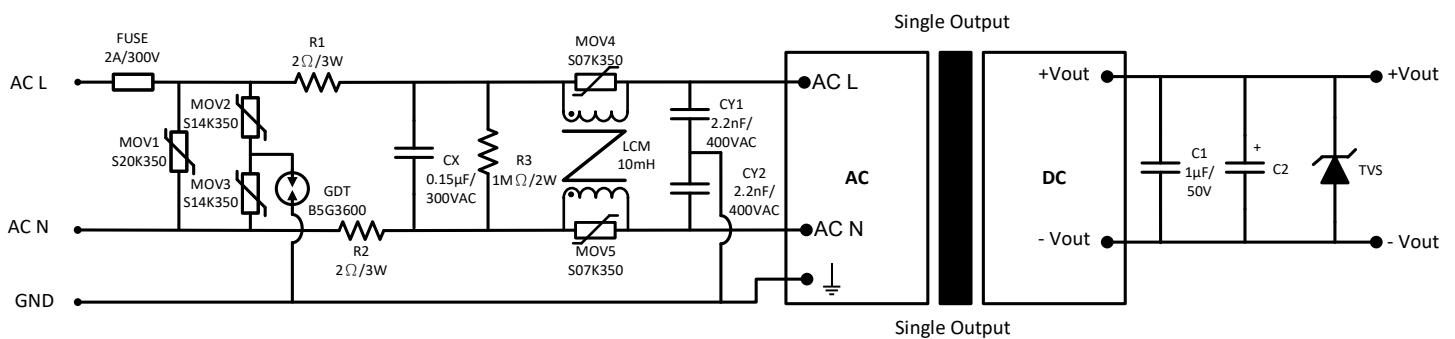 Single Output
FUSE
2A/300V
R1
2Ω/3W
MOV4
S07K350
AC L
AC L
+Vout
+Vout
MOV2
S14K350
MOV1
S20K350
MOV3
S14K350
GDT
B5G3600
CX
0.15µF/
300VAC
R3
1MΩ/2W
LCM
10mH
CY1
2.2nF/
400VAC
CY2
2.2nF/
400VAC
AC
DC
C1
1µF/
50V
+
C2
TVS
AC N
R2
2Ω/3W
MOV5
S07K350
AC N
- Vout
- Vout
GND
Single Output